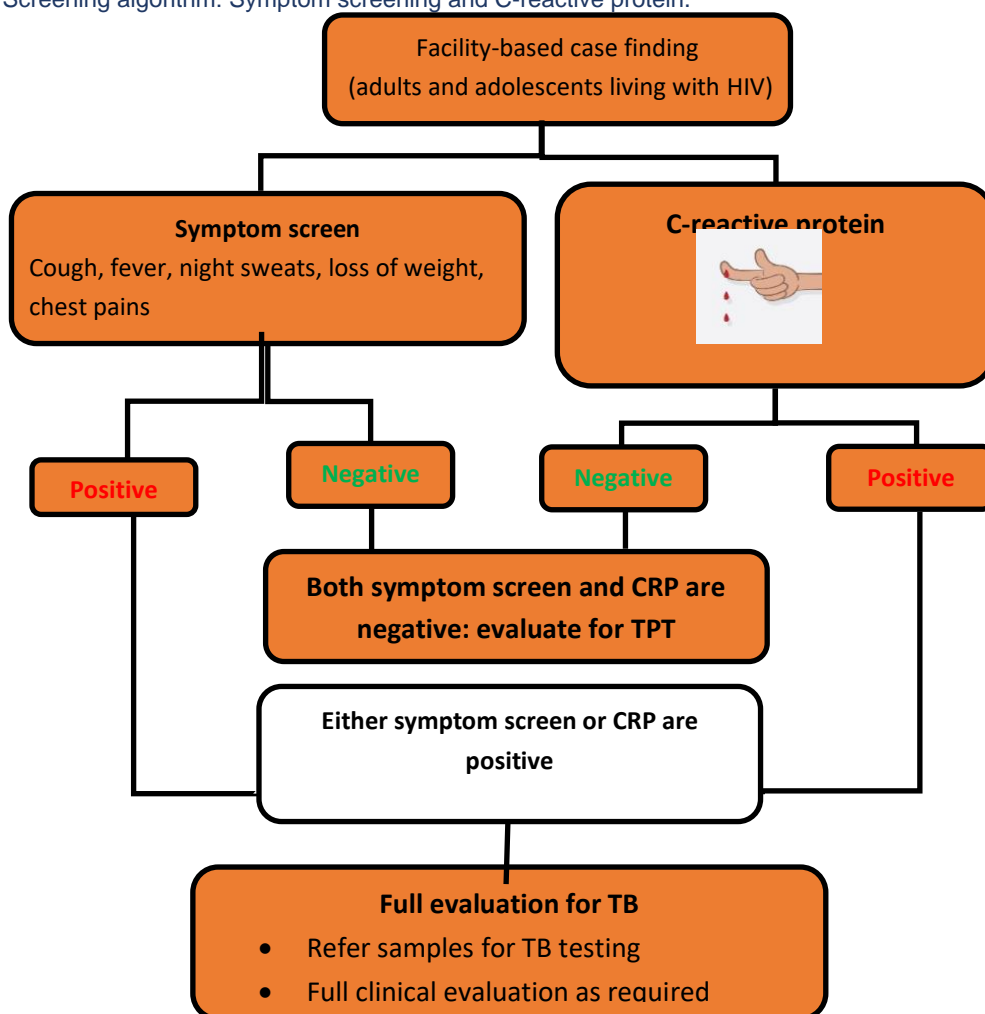 Screening algorithm: Symptom screening and C-reactive protein.
Facility-based case finding
(adults and adolescents living with HIV)
Symptom screen
Cough, fever, night sweats, loss of weight,
chest pains
C-reactive protein
Positive
Negative
Negative
Positive
Both symptom screen and CRP are
negative: evaluate for TPT
Either symptom screen or CRP are
positive
Full evaluation for TB
• Refer samples for TB testing
• Full clinical evaluation as required